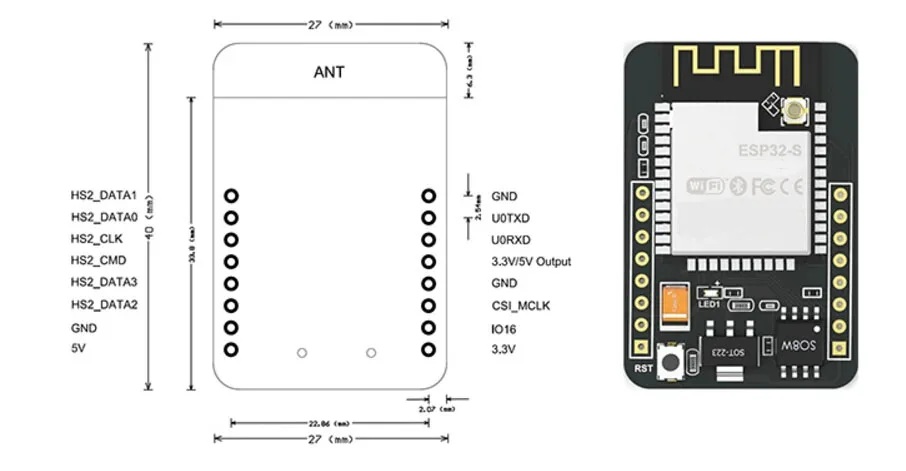 27 (mm)
ANT
6.3 (mm)
40 (mm)
33.8 (mm)
HS2_DATA1
HS2_DATA0
HS2_CLK
HS2_CMD
HS2_DATA3
HS2_DATA2
GND
5V
GND
U0TXD
U0RXD
3.3V/5V Output
GND
CSI_MCLK
IO16
3.3V
2.54mm
2.07 (mm)
22.86 (mm)
27 (mm)
ESP32-S
WiFi FCC CE
LED1
+
SOT-223
SO8W
RST